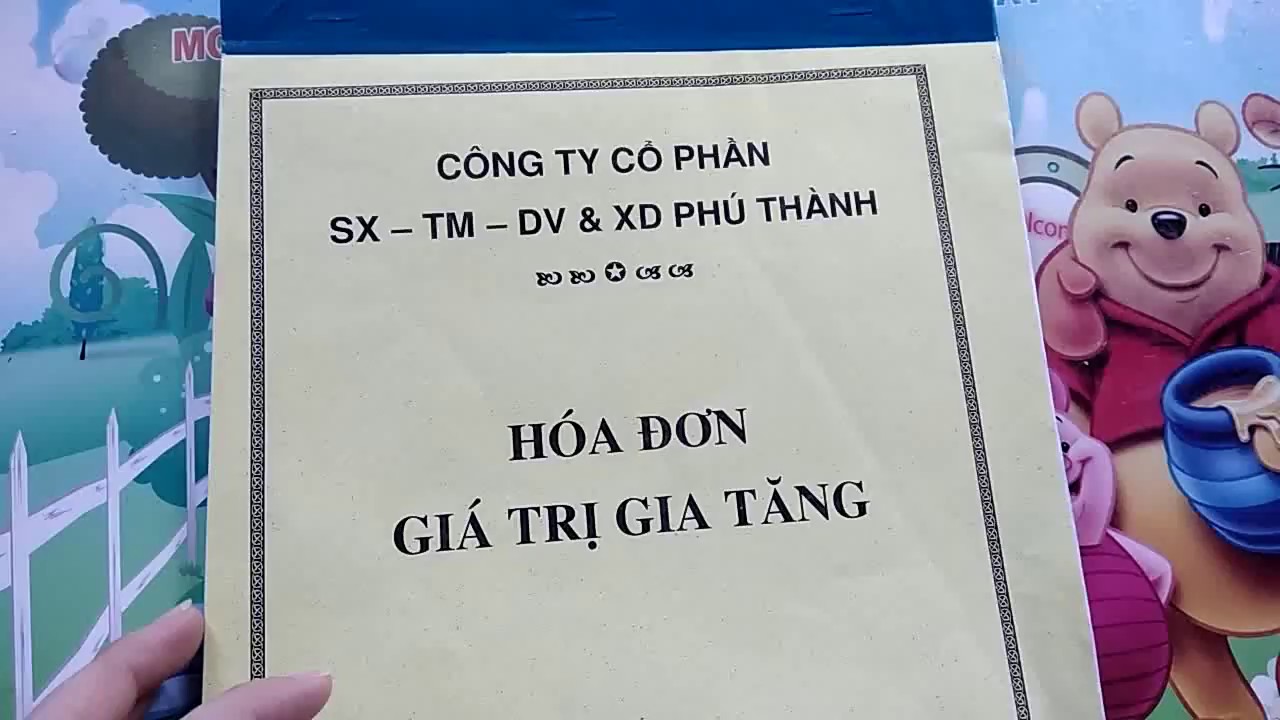 CÔNG TY CỔ PHẦN
SX – TM – DV & XD PHÚ THÀNH
HÓA ĐƠN
GIÁ TRỊ GIA TĂNG